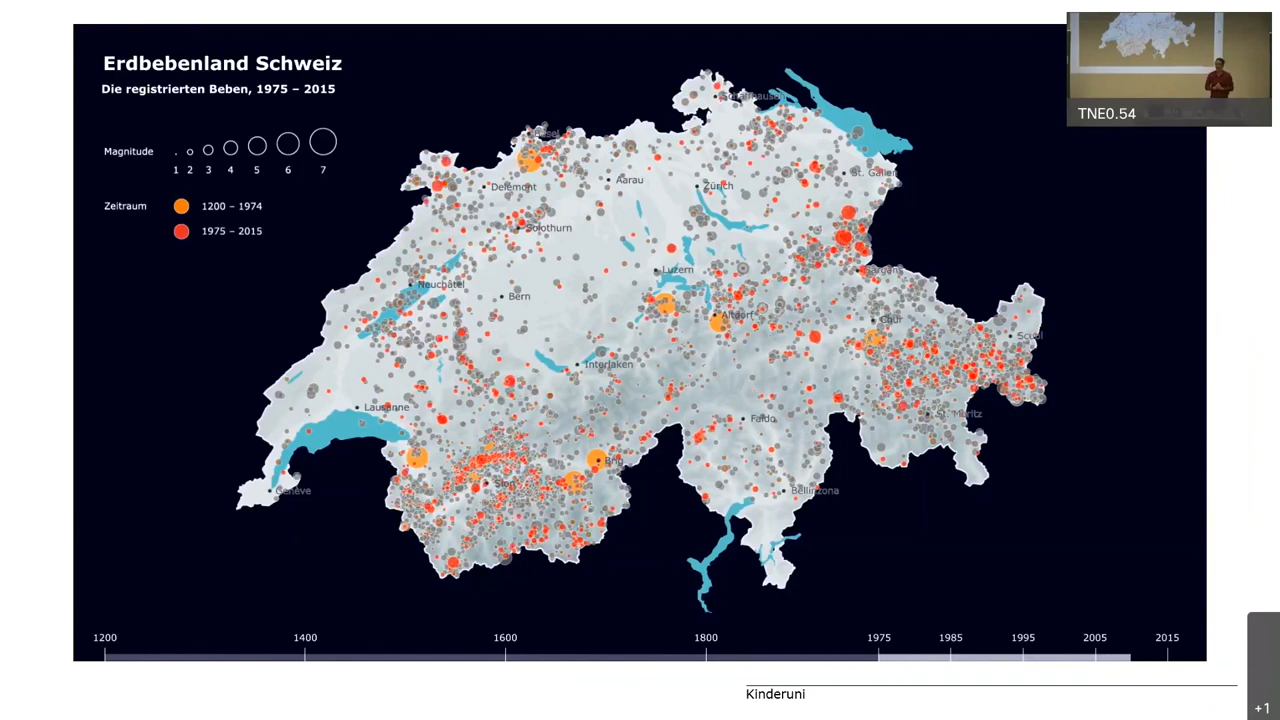 Erdbebenland Schweiz
Die registrierten Beben, 1975 – 2015
Magnitude
1 2 3 4 5 6 7
Zeitraum
1200 – 1974
1975 – 2015
TNE0.54
Schaffhausen
Basel
Aarau
Zürich
St. Gallen
Delémont
Solothurn
Luzern
Sargans
Neuchâtel
Bern
Altdorf
Chur
Scuol
Interlaken
Lausanne
Faido
St. Moritz
Brig
Sion
Genève
Bellinzona
1200 1400 1600 1800 1975 1985 1995 2005 2015
Kinderuni
+1